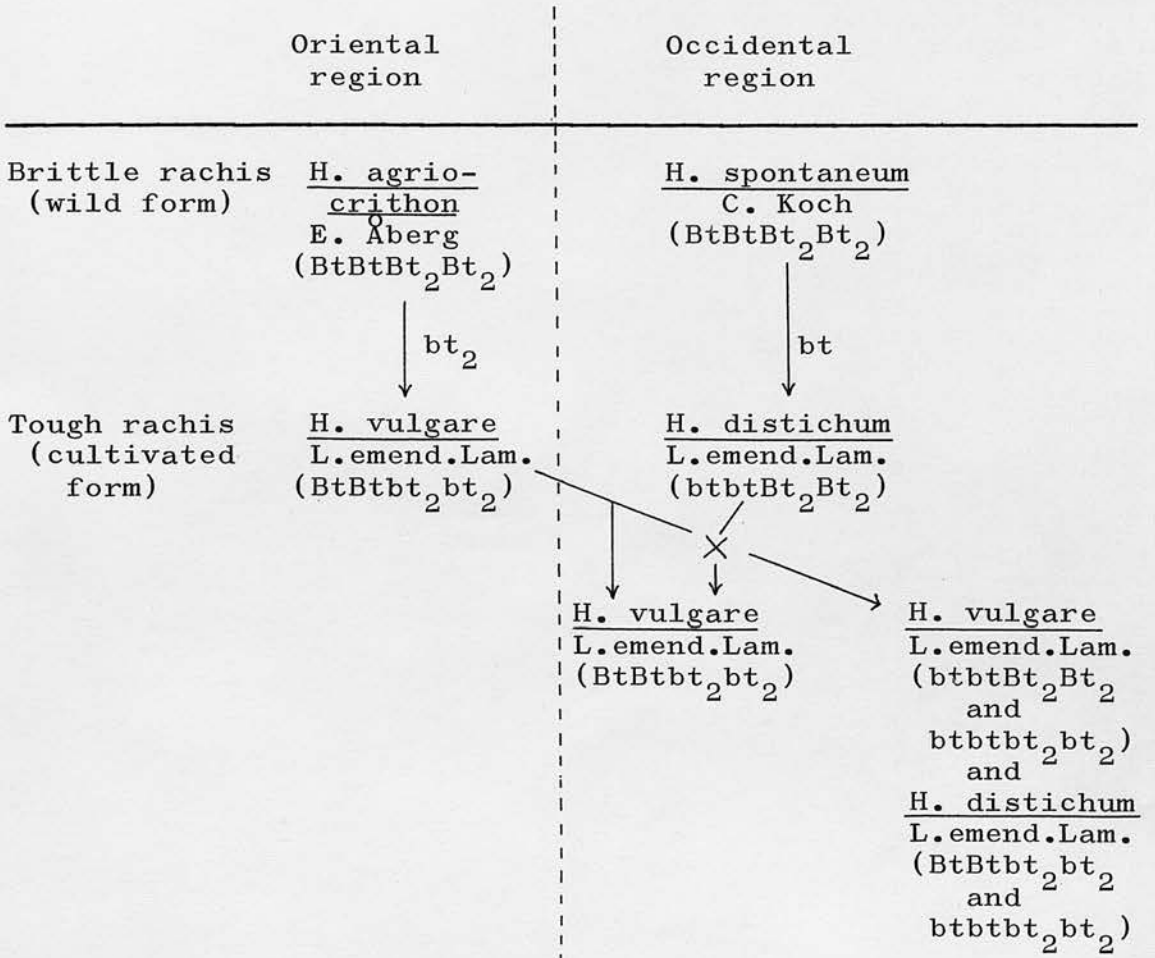 Oriental
region
Occidental
region
Brittle rachis
(wild form)
H. agrio-
crithon
E. Åberg
(BtBtBt₂Bt₂)
H. spontaneum
C. Koch
(BtBtBt₂Bt₂)
bt₂
bt
Tough rachis
(cultivated
form)
H. vulgare
L.emend.Lam.
(BtBtbt₂bt₂)
H. distichum
L.emend.Lam.
(btbtBt₂Bt₂)
H. vulgare
L.emend.Lam.
(BtBtbt₂bt₂)
H. vulgare
L.emend.Lam.
(btbtBt₂Bt₂
and
btbtbt₂bt₂)
and
H. distichum
L.emend.Lam.
(BtBtbt₂bt₂
and
btbtbt₂bt₂)